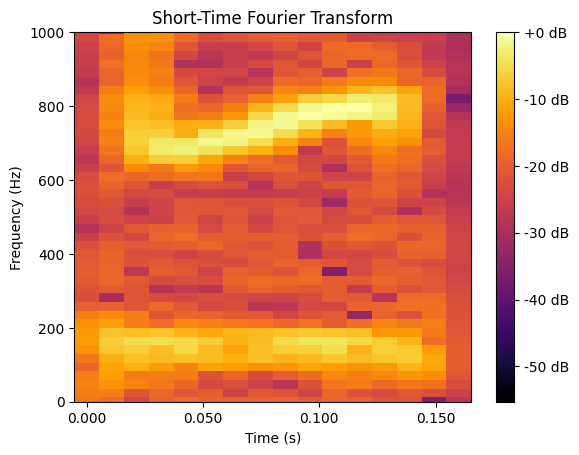 Short-Time Fourier Transform
Frequency (Hz)
1000
800
600
400
200
0
0.000
0.050
0.100
0.150
Time (s)
+0 dB
-10 dB
-20 dB
-30 dB
-40 dB
-50 dB